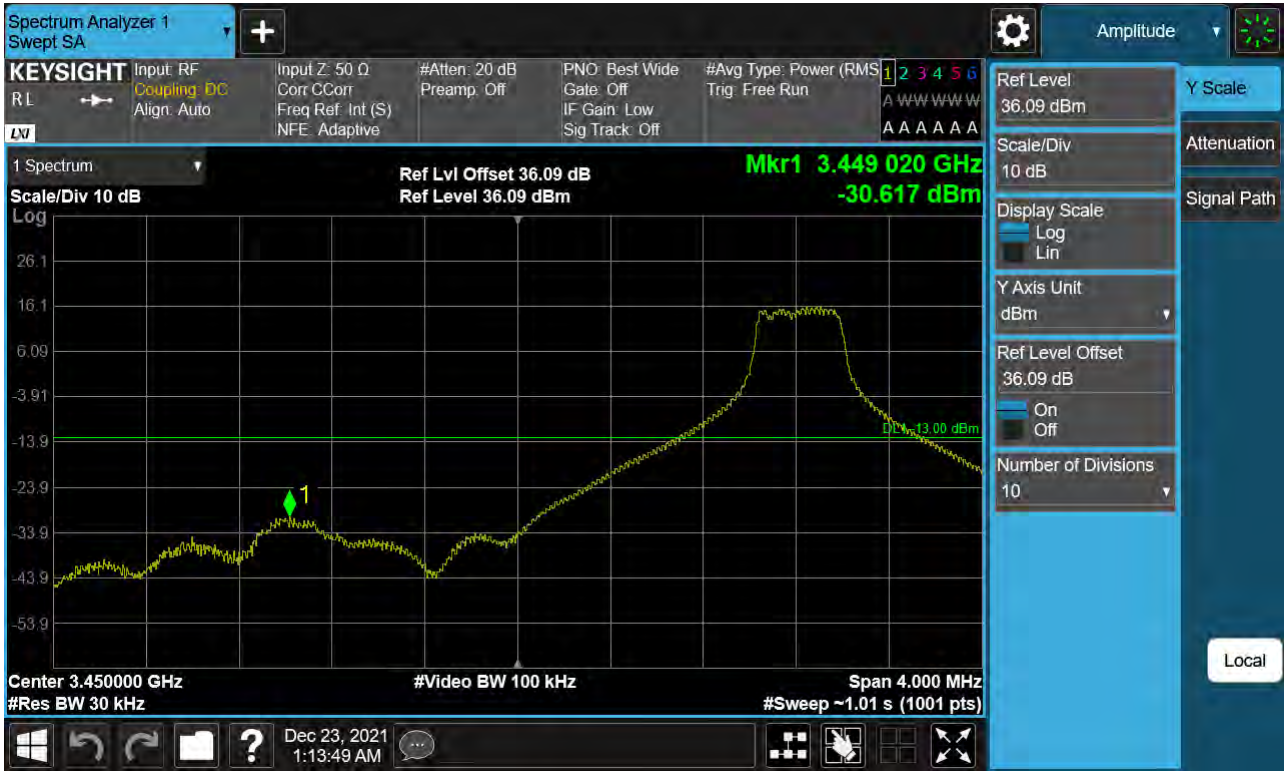 Spectrum Analyzer 1
Swept SA
Amplitude
KEYSIGHT
RL
LXI
Input: RF
Coupling: DC
Align: Auto
Input Z: 50 Ω
Corr CCorr
Freq Ref: Int (S)
NFE: Adaptive
#Atten: 20 dB
Preamp: Off
PNO: Best Wide
Gate: Off
IF Gain: Low
Sig Track: Off
#Avg Type: Power (RMS
Trig: Free Run
1 2 3 4 5 6
A W W W W W
A A A A A A
1 Spectrum
Scale/Div 10 dB
Log
Ref Lvl Offset 36.09 dB
Ref Level 36.09 dBm
Mkr1 3.449 020 GHz
-30.617 dBm
26.1
16.1
6.09
-3.91
-13.9
-23.9
-33.9
-43.9
-53.9
1
DL1 -13.00 dBm
Center 3.450000 GHz
#Res BW 30 kHz
#Video BW 100 kHz
Span 4.000 MHz
#Sweep ~1.01 s (1001 pts)
Ref Level
36.09 dBm
Scale/Div
10 dB
Display Scale
Log
Lin
Y Axis Unit
dBm
Ref Level Offset
36.09 dB
On
Off
Number of Divisions
10
Y Scale
Attenuation
Signal Path
Local
?
Dec 23, 2021
1:13:49 AM